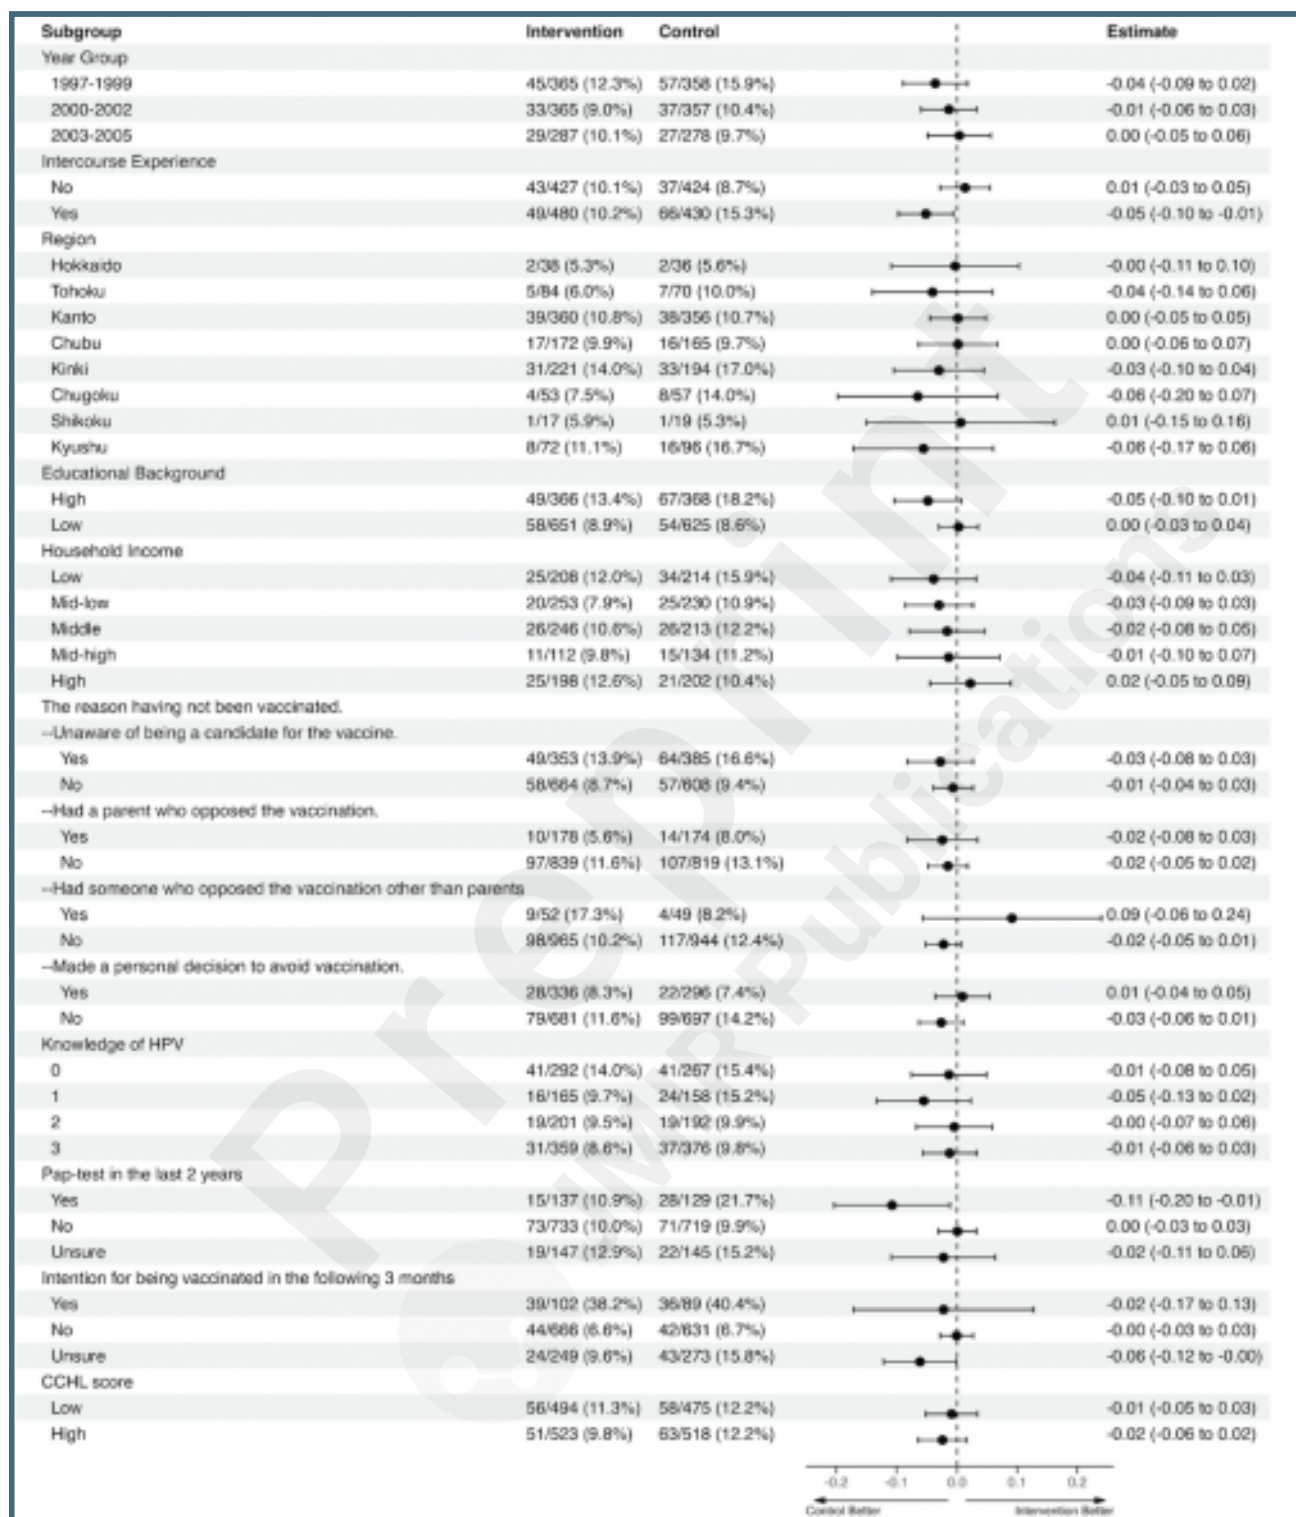 Subgroup Intervention Control Estimate
Year Group
1997-1999 45/365 (12.3%) 57/358 (15.9%) -0.04 (-0.09 to 0.02)
2000-2002 33/365 (9.0%) 37/357 (10.4%) -0.01 (-0.06 to 0.03)
2003-2005 29/287 (10.1%) 27/278 (9.7%) 0.00 (-0.05 to 0.06)
Intercourse Experience
No 43/427 (10.1%) 37/424 (8.7%) 0.01 (-0.03 to 0.05)
Yes 49/480 (10.2%) 66/430 (15.3%) -0.05 (-0.10 to -0.01)
Region
Hokkaido 2/38 (5.3%) 2/36 (5.6%) -0.00 (-0.11 to 0.10)
Tohoku 5/84 (6.0%) 7/70 (10.0%) -0.04 (-0.14 to 0.06)
Kanto 39/360 (10.8%) 38/356 (10.7%) 0.00 (-0.05 to 0.05)
Chubu 17/172 (9.9%) 16/165 (9.7%) 0.00 (-0.06 to 0.07)
Kinki 31/221 (14.0%) 33/194 (17.0%) -0.03 (-0.10 to 0.04)
Chugoku 4/53 (7.5%) 8/57 (14.0%) -0.06 (-0.20 to 0.07)
Shikoku 1/17 (5.9%) 1/19 (5.3%) 0.01 (-0.15 to 0.16)
Kyushu 8/72 (11.1%) 16/96 (16.7%) -0.06 (-0.17 to 0.06)
Educational Background
High 49/366 (13.4%) 67/368 (18.2%) -0.05 (-0.10 to 0.01)
Low 58/651 (8.9%) 54/625 (8.6%) 0.00 (-0.03 to 0.04)
Household Income
Low 25/208 (12.0%) 34/214 (15.9%) -0.04 (-0.11 to 0.03)
Mid-low 20/253 (7.9%) 25/230 (10.9%) -0.03 (-0.09 to 0.03)
Middle 26/246 (10.6%) 26/213 (12.2%) -0.02 (-0.08 to 0.05)
Mid-high 11/112 (9.8%) 15/134 (11.2%) -0.01 (-0.10 to 0.07)
High 25/198 (12.6%) 21/202 (10.4%) 0.02 (-0.05 to 0.09)
The reason having not been vaccinated.
--Unaware of being a candidate for the vaccine.
Yes 49/353 (13.9%) 64/385 (16.6%) -0.03 (-0.08 to 0.03)
No 58/664 (8.7%) 57/608 (9.4%) -0.01 (-0.04 to 0.03)
--Had a parent who opposed the vaccination.
Yes 10/178 (5.6%) 14/174 (8.0%) -0.02 (-0.08 to 0.03)
No 97/839 (11.6%) 107/819 (13.1%) -0.02 (-0.05 to 0.02)
--Had someone who opposed the vaccination other than parents
Yes 9/52 (17.3%) 4/49 (8.2%) 0.09 (-0.06 to 0.24)
No 98/965 (10.2%) 117/944 (12.4%) -0.02 (-0.05 to 0.01)
--Made a personal decision to avoid vaccination.
Yes 28/336 (8.3%) 22/296 (7.4%) 0.01 (-0.04 to 0.05)
No 79/681 (11.6%) 99/697 (14.2%) -0.03 (-0.06 to 0.01)
Knowledge of HPV
0 41/292 (14.0%) 41/267 (15.4%) -0.01 (-0.08 to 0.05)
1 16/165 (9.7%) 24/158 (15.2%) -0.05 (-0.13 to 0.02)
2 19/201 (9.5%) 19/192 (9.9%) -0.00 (-0.07 to 0.06)
3 31/359 (8.6%) 37/376 (9.8%) -0.01 (-0.06 to 0.03)
Pap-test in the last 2 years
Yes 15/137 (10.9%) 28/129 (21.7%) -0.11 (-0.20 to -0.01)
No 73/733 (10.0%) 71/719 (9.9%) 0.00 (-0.03 to 0.03)
Unsure 19/147 (12.9%) 22/145 (15.2%) -0.02 (-0.11 to 0.06)
Intention for being vaccinated in the following 3 months
Yes 39/102 (38.2%) 36/89 (40.4%) -0.02 (-0.17 to 0.13)
No 44/666 (6.6%) 42/631 (6.7%) -0.00 (-0.03 to 0.03)
Unsure 24/249 (9.6%) 43/273 (15.8%) -0.06 (-0.12 to -0.00)
CCHL score
Low 56/494 (11.3%) 58/475 (12.2%) -0.01 (-0.05 to 0.03)
High 51/523 (9.8%) 63/518 (12.2%) -0.02 (-0.06 to 0.02)
-0.2 -0.1 0.0 0.1 0.2
Control Better Intervention Better
Preprint
JMIR Publications